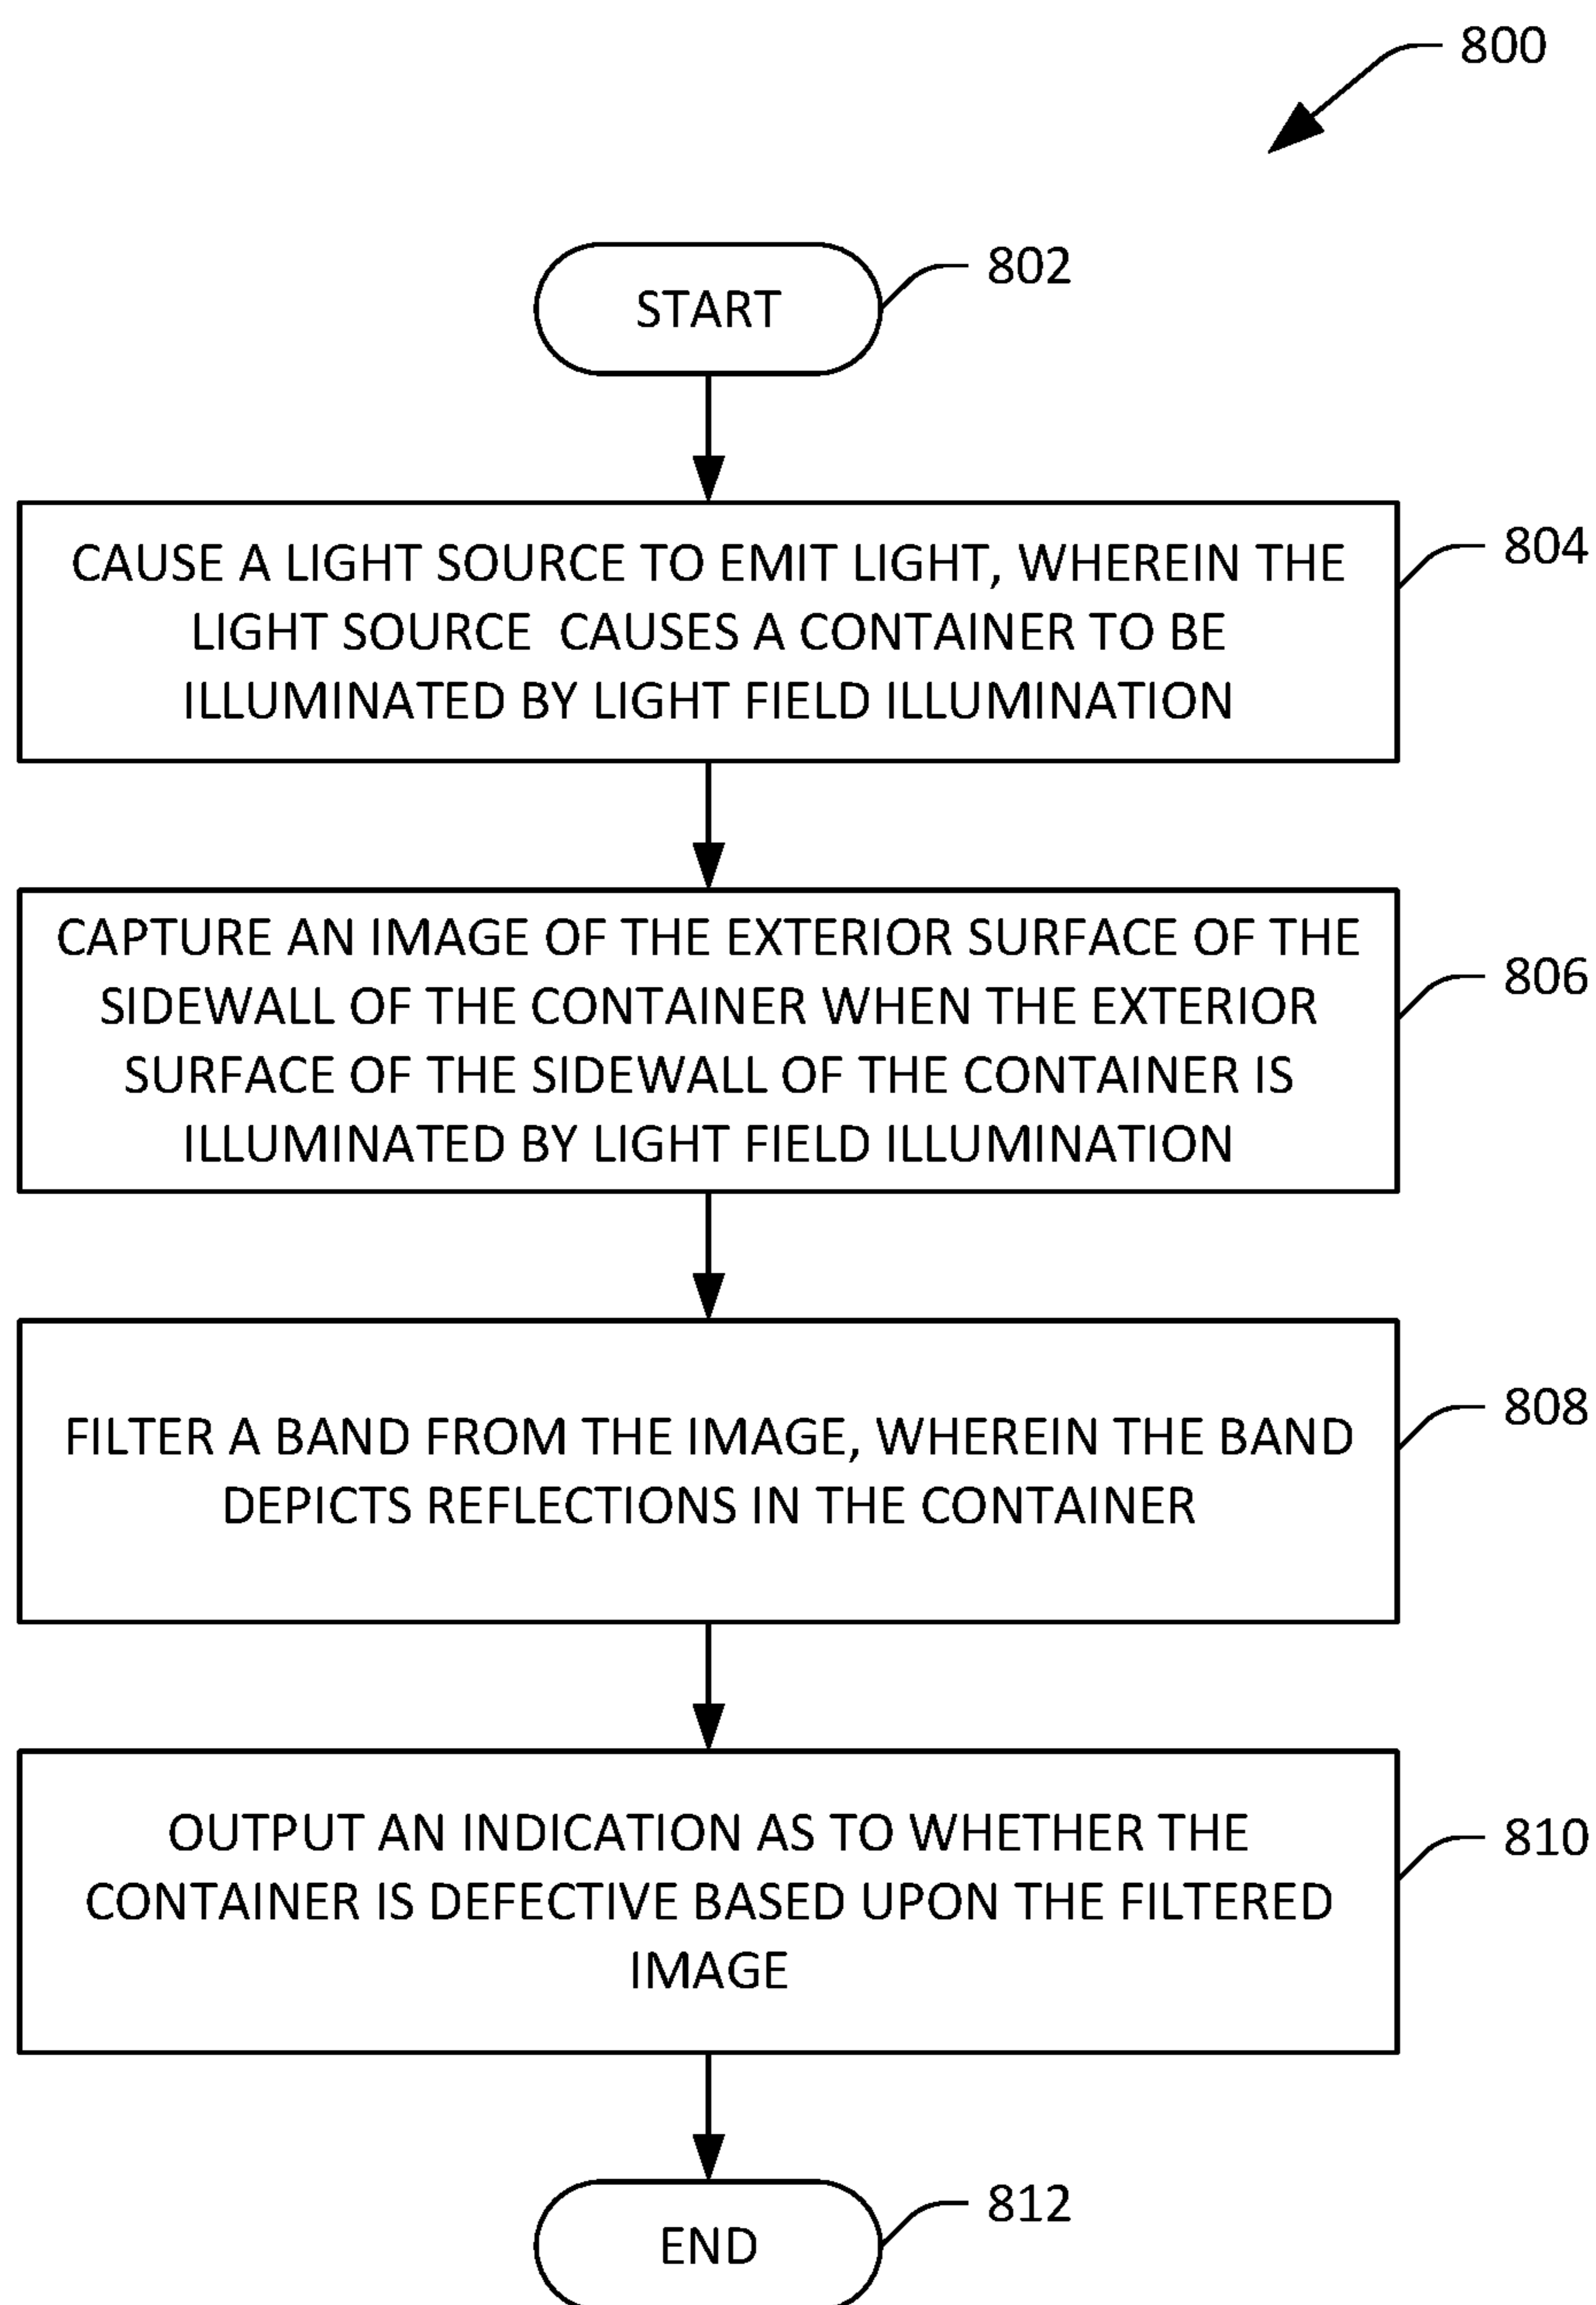 800
START
802
CAUSE A LIGHT SOURCE TO EMIT LIGHT, WHEREIN THE
LIGHT SOURCE CAUSES A CONTAINER TO BE
ILLUMINATED BY LIGHT FIELD ILLUMINATION
804
CAPTURE AN IMAGE OF THE EXTERIOR SURFACE OF THE
SIDEWALL OF THE CONTAINER WHEN THE EXTERIOR
SURFACE OF THE SIDEWALL OF THE CONTAINER IS
ILLUMINATED BY LIGHT FIELD ILLUMINATION
806
FILTER A BAND FROM THE IMAGE, WHEREIN THE BAND
DEPICTS REFLECTIONS IN THE CONTAINER
808
OUTPUT AN INDICATION AS TO WHETHER THE
CONTAINER IS DEFECTIVE BASED UPON THE FILTERED
IMAGE
810
END
812